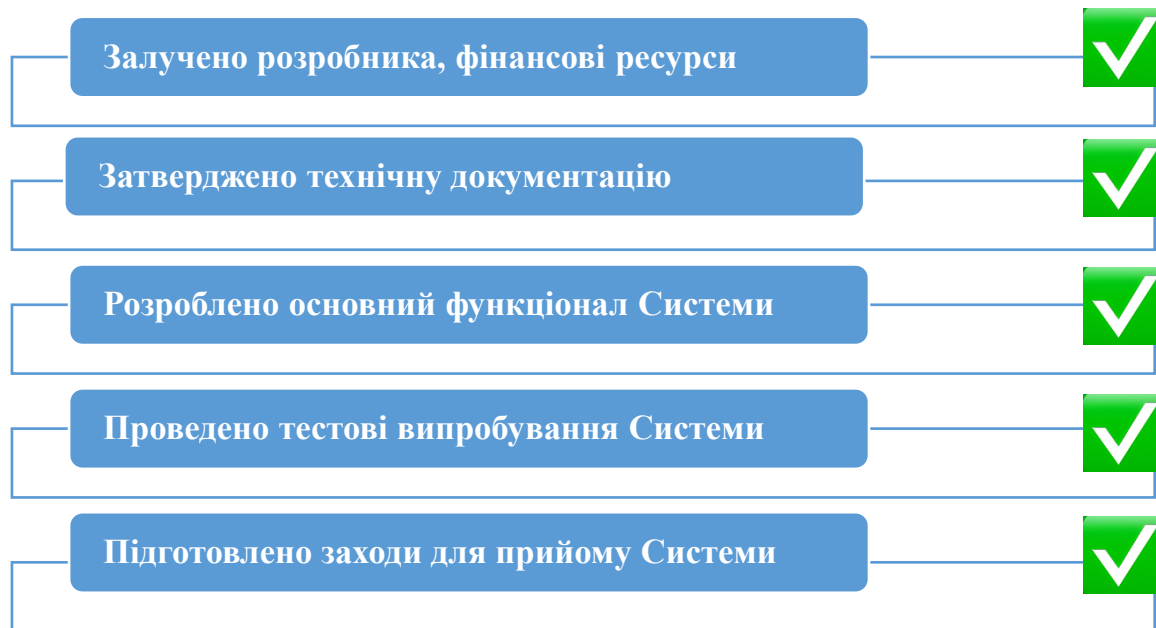 Залучено розробника, фінансові ресурси
Затверджено технічну документацію
Розроблено основний функціонал Системи
Проведено тестові випробування Системи
Підготовлено заходи для прийому Системи